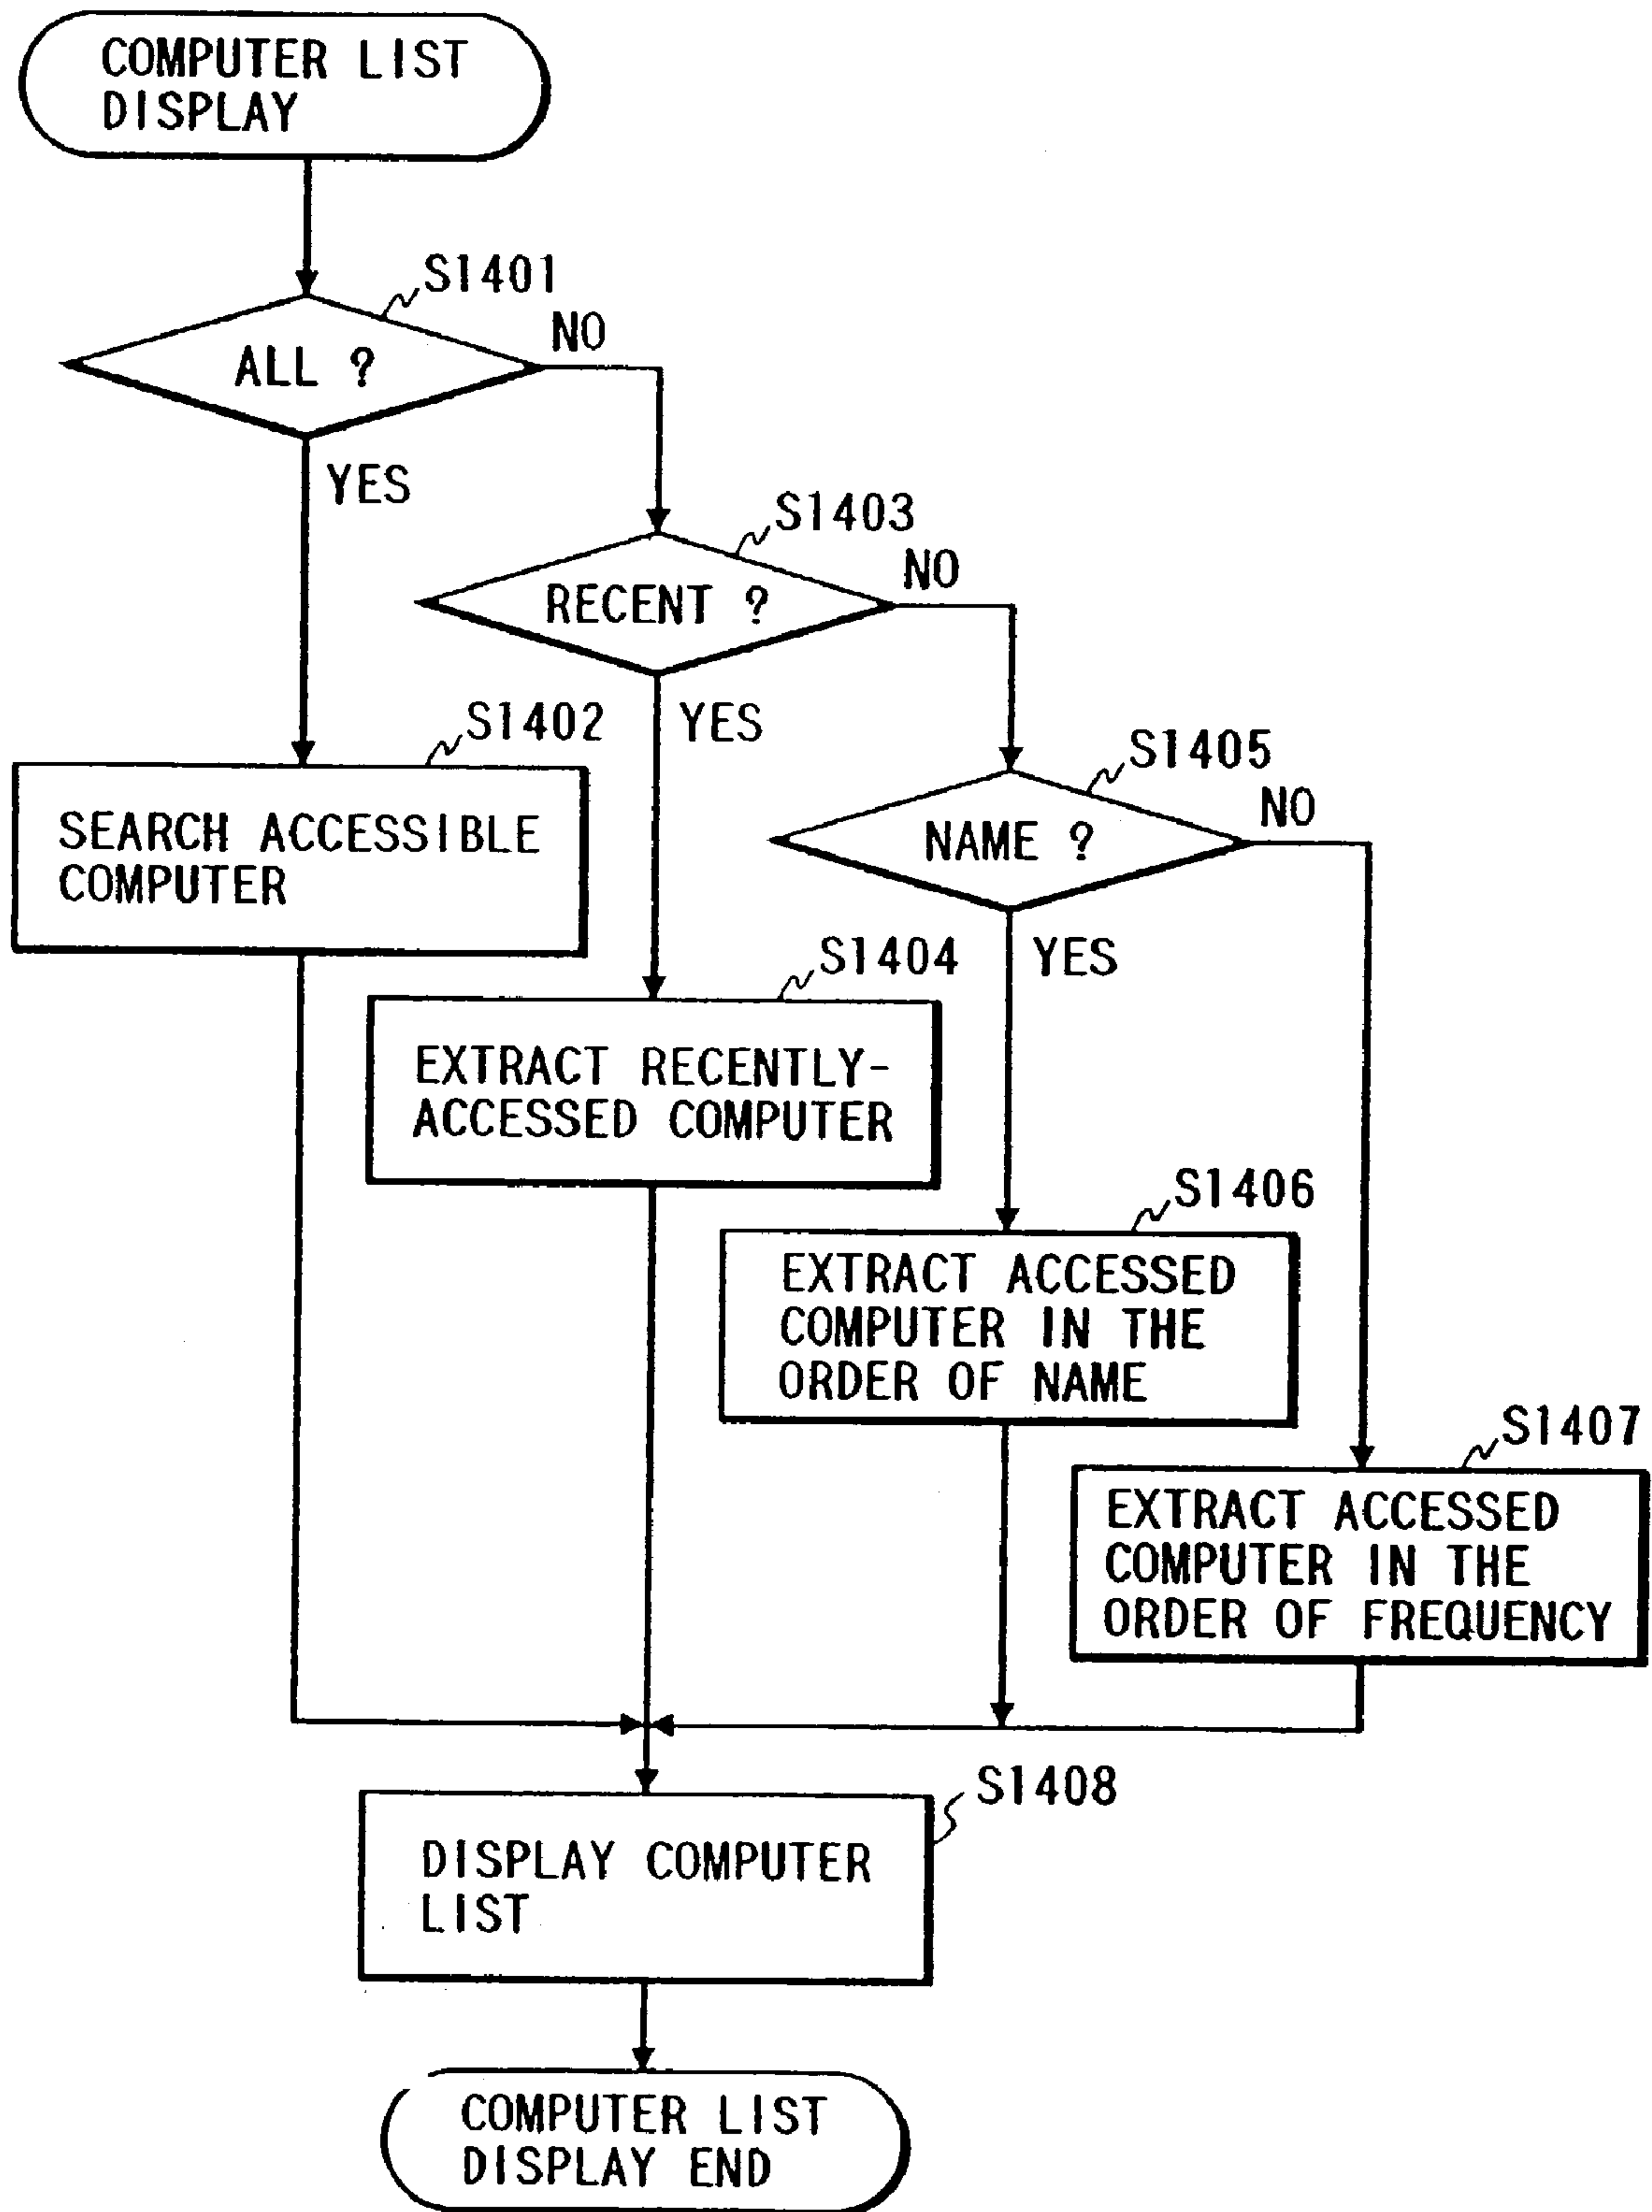 COMPUTER LIST
DISPLAY
S1401
ALL ?
NO
YES
S1403
RECENT ?
NO
YES
S1402
SEARCH ACCESSIBLE
COMPUTER
S1405
NAME ?
NO
YES
S1404
EXTRACT RECENTLY-
ACCESSED COMPUTER
S1406
EXTRACT ACCESSED
COMPUTER IN THE
ORDER OF NAME
S1407
EXTRACT ACCESSED
COMPUTER IN THE
ORDER OF FREQUENCY
S1408
DISPLAY COMPUTER
LIST
COMPUTER LIST
DISPLAY END